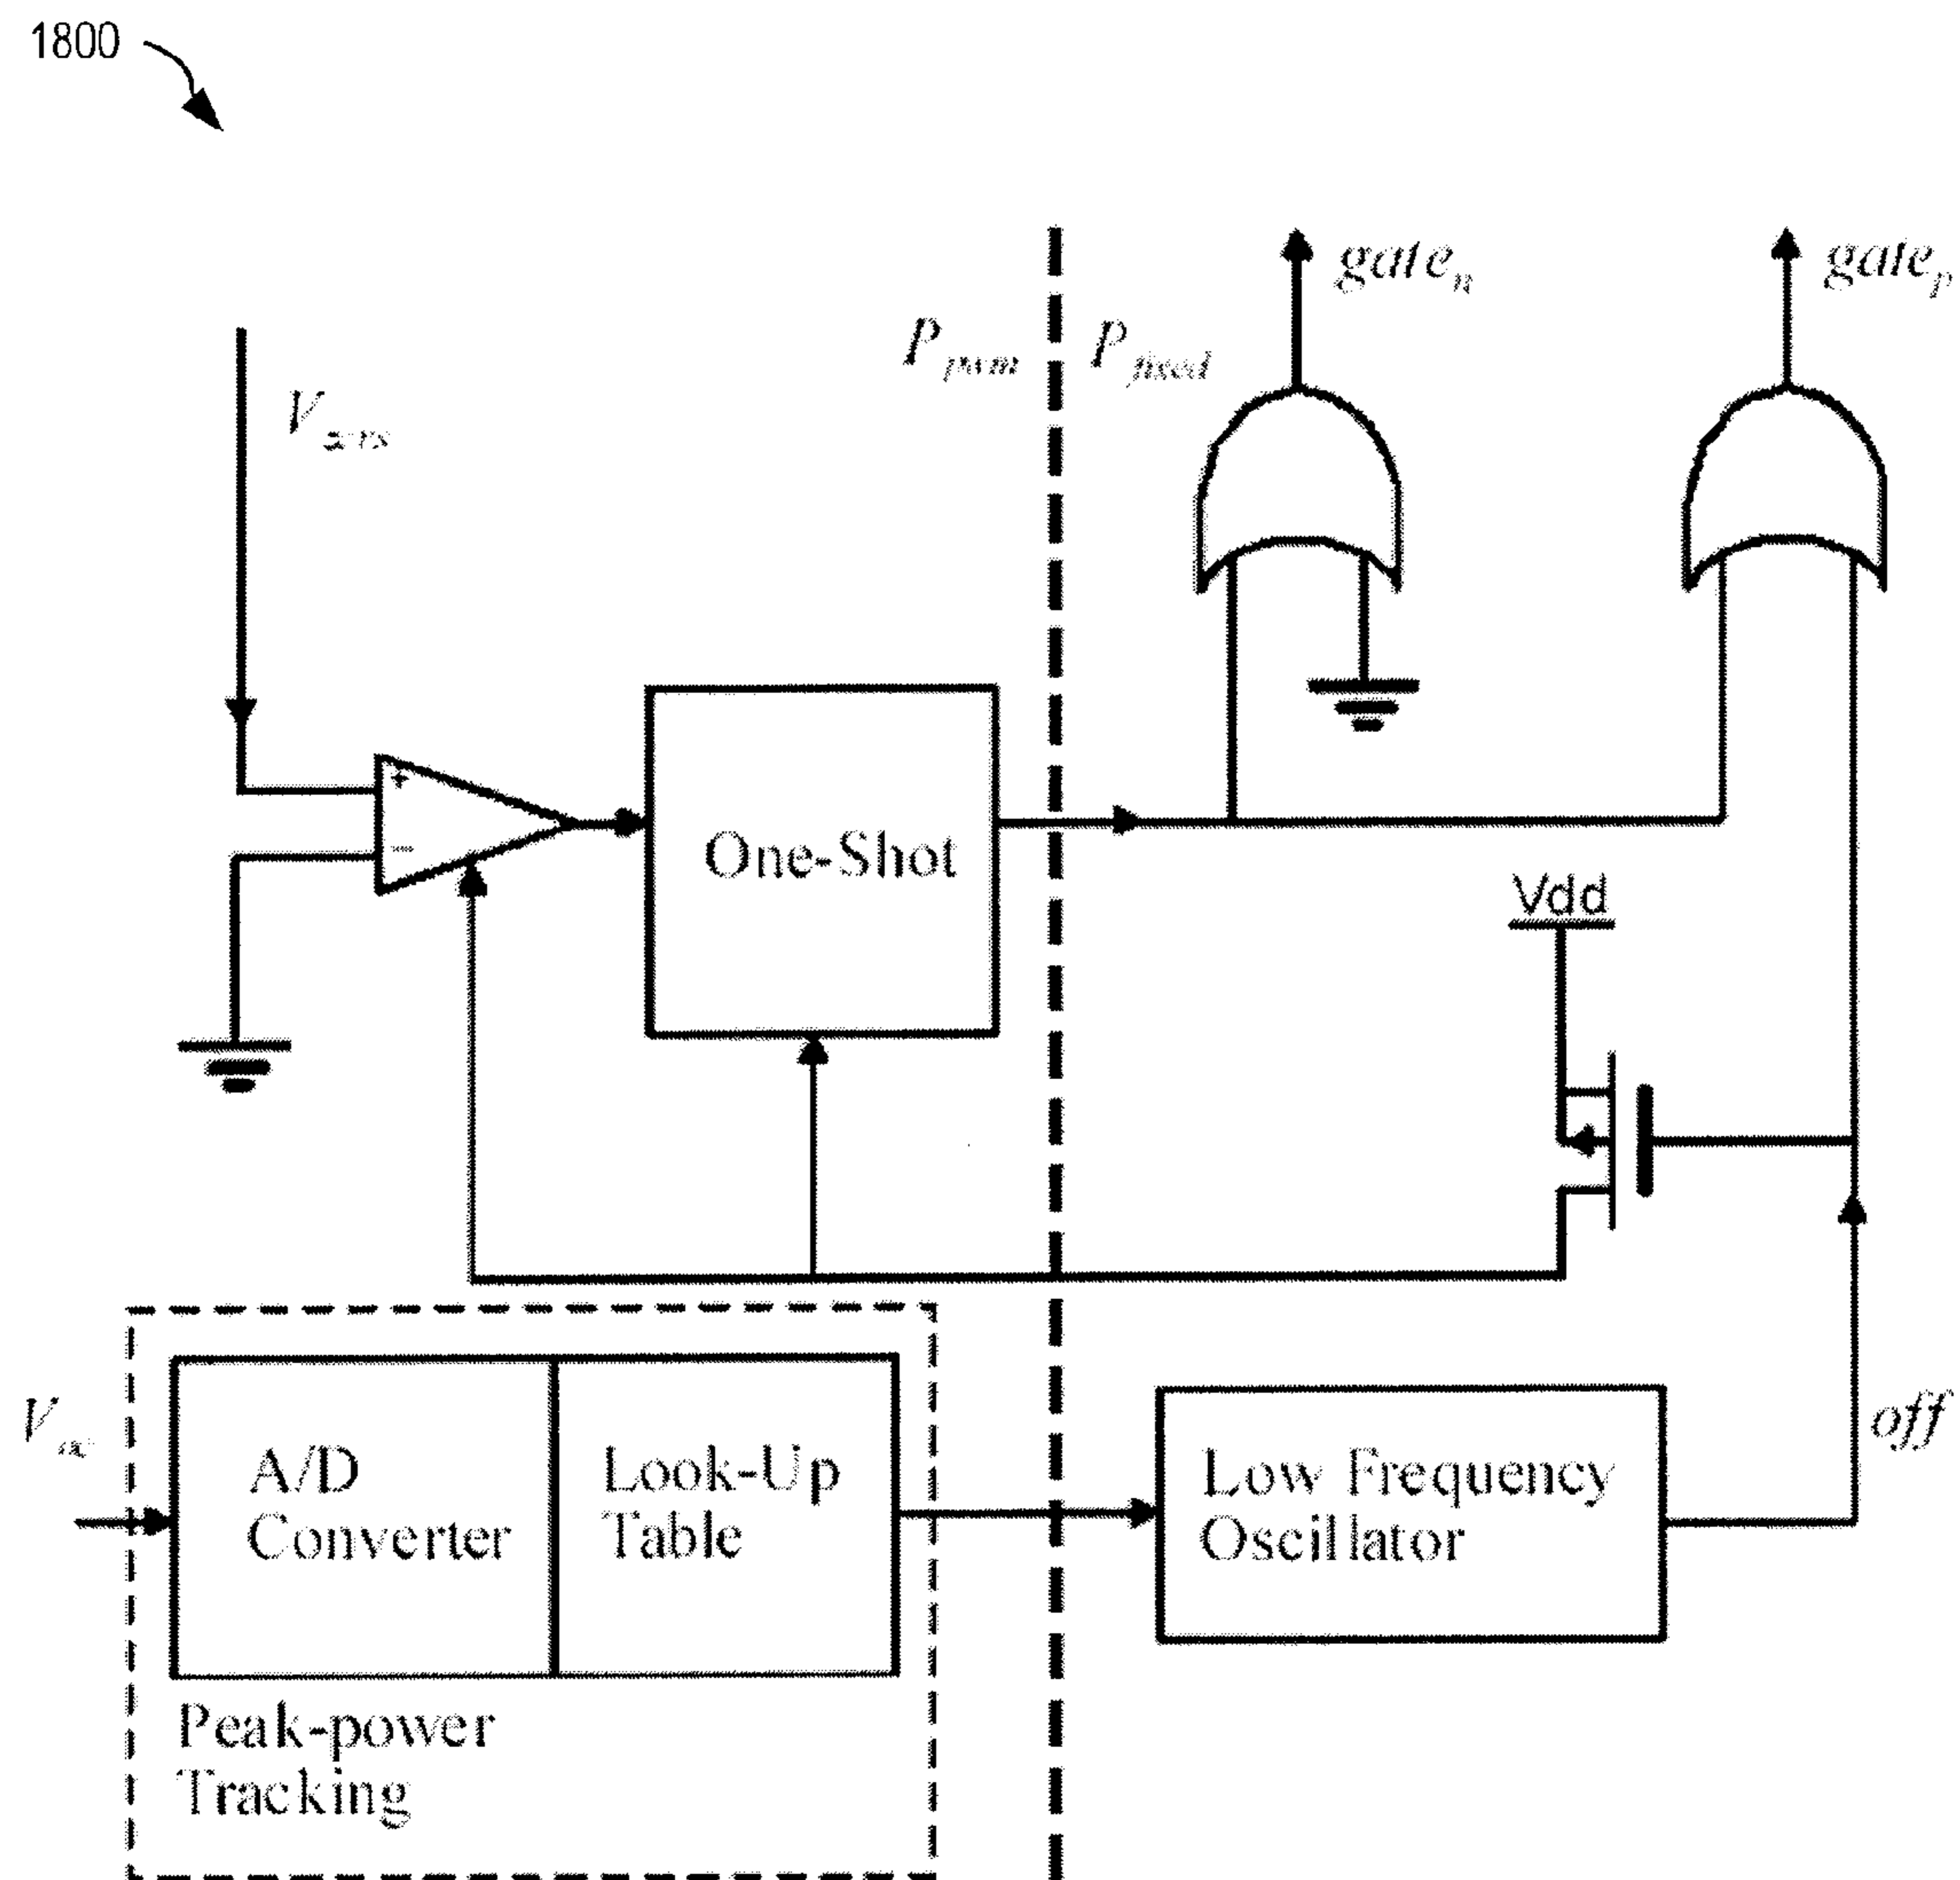 1800
gate_n
gate_p
P_pwm
P_fixed
V
+
−
One-Shot
Vdd
V_oc
off
A/D
Converter
Look-Up
Table
Low Frequency
Oscillator
Peak-power
Tracking